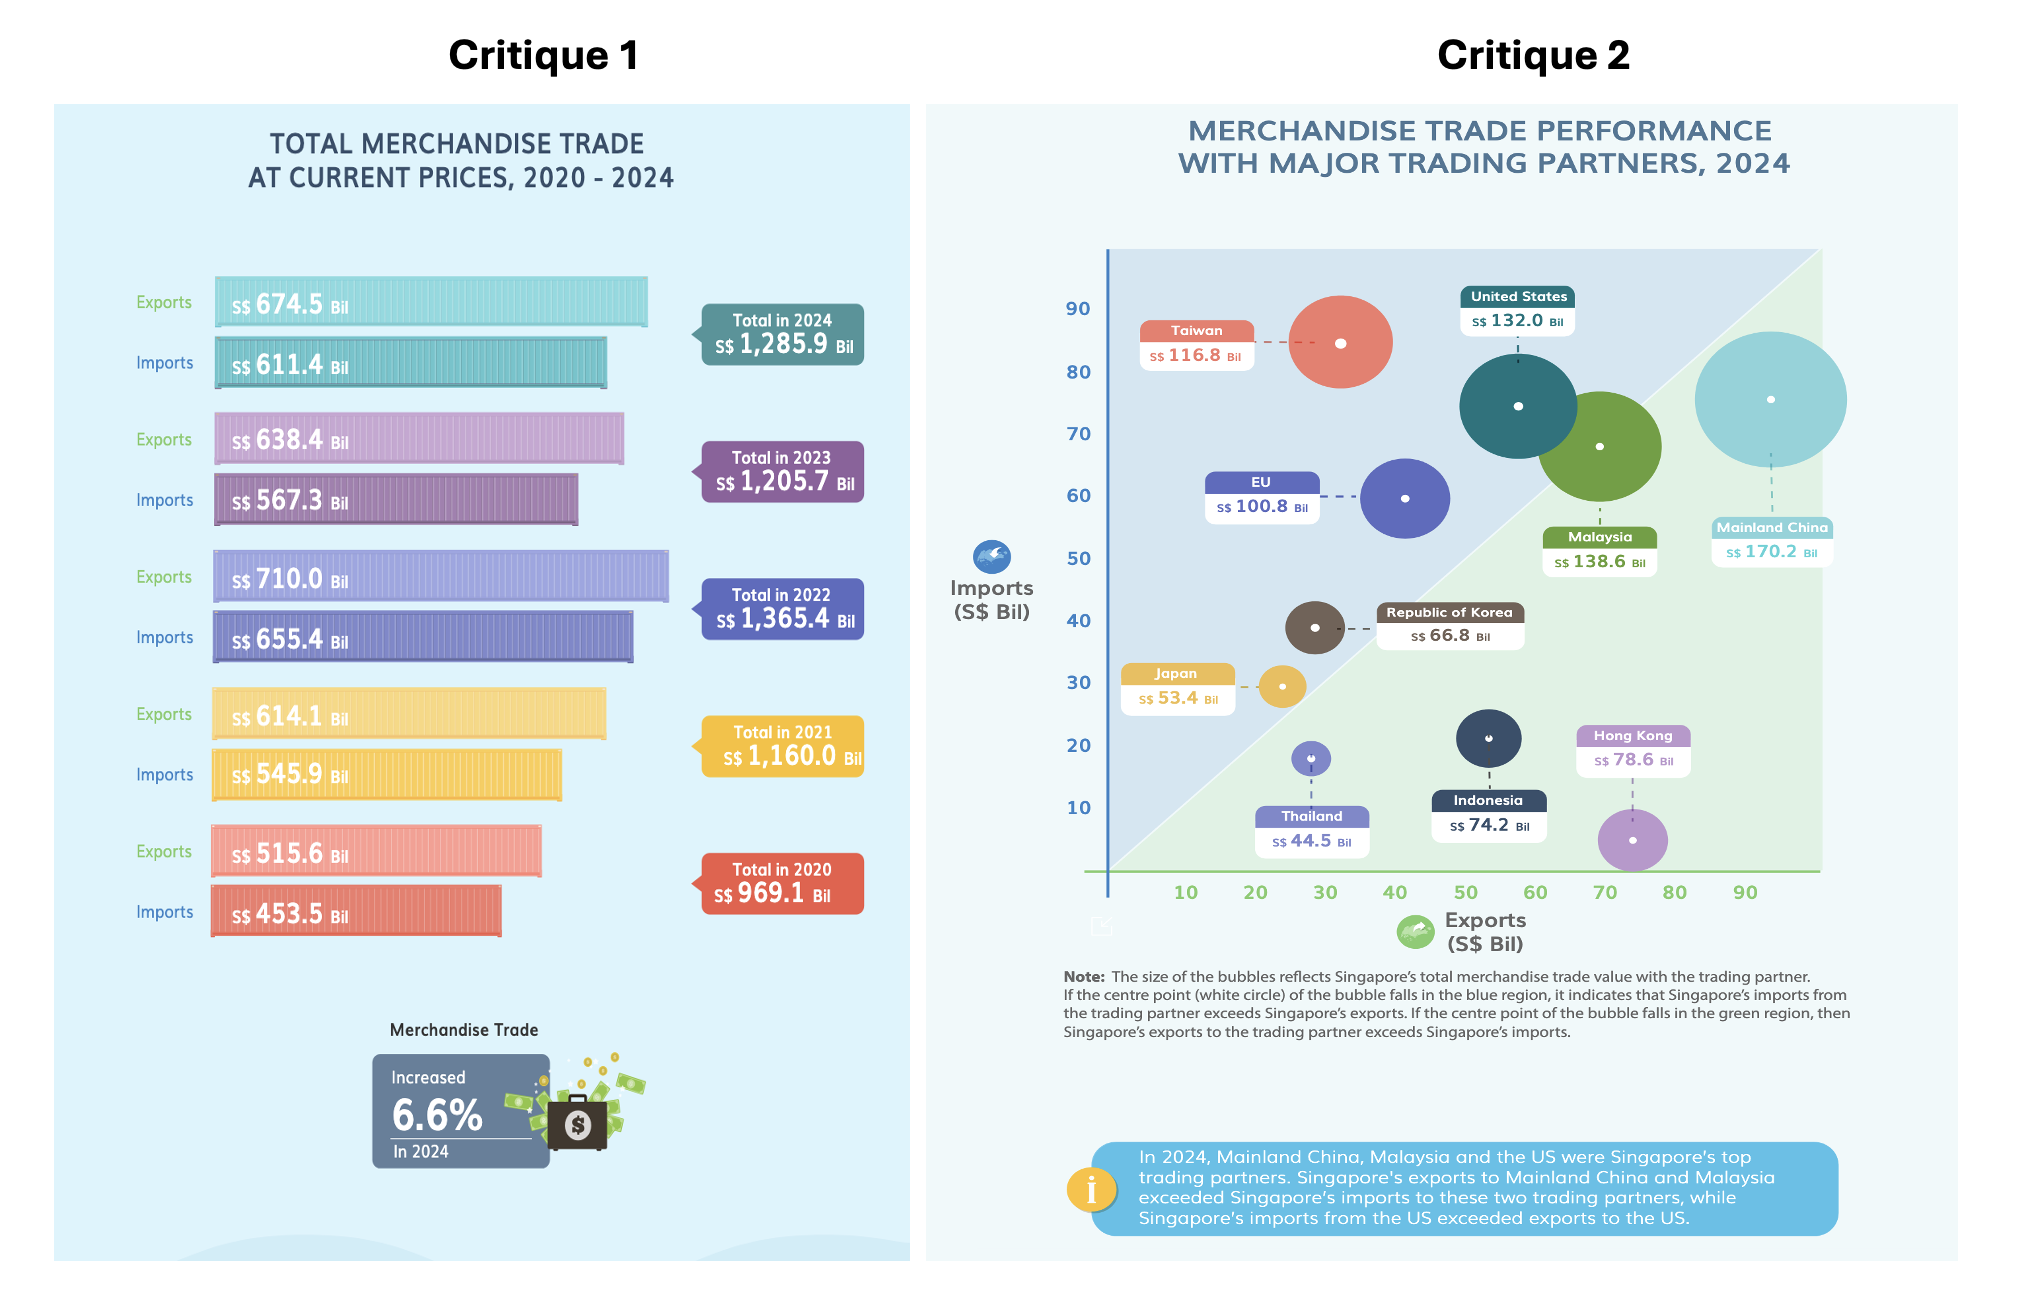 Critique 1
TOTAL MERCHANDISE TRADE
AT CURRENT PRICES, 2020 - 2024
Exports
S$ 674.5 Bil
Imports
S$ 611.4 Bil
Total in 2024
S$ 1,285.9 Bil
Exports
S$ 638.4 Bil
Imports
S$ 567.3 Bil
Total in 2023
S$ 1,205.7 Bil
Exports
S$ 710.0 Bil
Imports
S$ 655.4 Bil
Total in 2022
S$ 1,365.4 Bil
Exports
S$ 614.1 Bil
Imports
S$ 545.9 Bil
Total in 2021
S$ 1,160.0 Bil
Exports
S$ 515.6 Bil
Imports
S$ 453.5 Bil
Total in 2020
S$ 969.1 Bil
Merchandise Trade
Increased
6.6%
In 2024
$
Critique 2
MERCHANDISE TRADE PERFORMANCE
WITH MAJOR TRADING PARTNERS, 2024
Imports
(S$ Bil)
90
80
70
60
50
40
30
20
10
Taiwan
S$ 116.8 Bil
United States
S$ 132.0 Bil
EU
S$ 100.8 Bil
Malaysia
S$ 138.6 Bil
Mainland China
S$ 170.2 Bil
Republic of Korea
S$ 66.8 Bil
Japan
S$ 53.4 Bil
Hong Kong
S$ 78.6 Bil
Indonesia
S$ 74.2 Bil
Thailand
S$ 44.5 Bil
10 20 30 40 50 60 70 80 90
Exports
(S$ Bil)
Note: The size of the bubbles reflects Singapore's total merchandise trade value with the trading partner.
If the centre point (white circle) of the bubble falls in the blue region, it indicates that Singapore's imports from
the trading partner exceeds Singapore's exports. If the centre point of the bubble falls in the green region, then
Singapore's exports to the trading partner exceeds Singapore's imports.
i
In 2024, Mainland China, Malaysia and the US were Singapore's top
trading partners. Singapore's exports to Mainland China and Malaysia
exceeded Singapore's imports to these two trading partners, while
Singapore's imports from the US exceeded exports to the US.